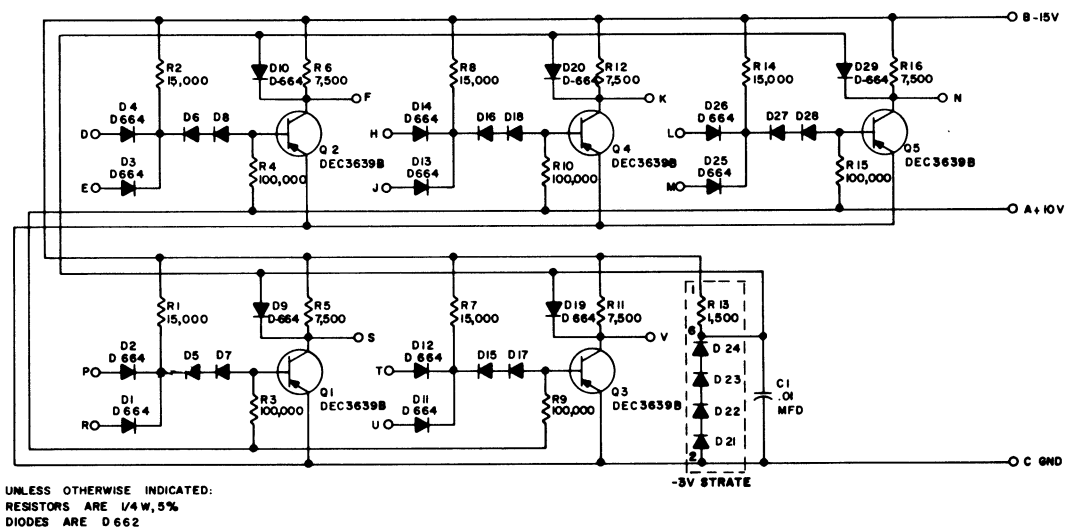 B-15V
R2
15,000
D10
D-664
R6
7,500
F
R8
15,000
D20
D-664
R12
7,500
K
R14
15,000
D29
D-664
R16
7,500
N
D4
D664
D
D6
D8
D3
D664
E
R4
100,000
Q2
DEC3639B
D14
D664
H
D16
D18
D13
D664
J
R10
100,000
Q4
DEC3639B
D26
D664
L
D27
D28
D25
D664
M
R15
100,000
Q5
DEC3639B
A+10V
R1
15,000
D9
D-664
R5
7,500
S
R7
15,000
D19
D664
R11
7,500
V
1
R13
1,500
6
D2
D664
P
D5
D7
D1
D664
R
R3
100,000
Q1
DEC3639B
D12
D664
T
D15
D17
D11
D664
U
R9
100,000
Q3
DEC3639B
D24
D23
D22
D21
2
C1
.01
MFD
C GND
-3V STRATE
UNLESS OTHERWISE INDICATED:
RESISTORS ARE 1/4W, 5%
DIODES ARE D662